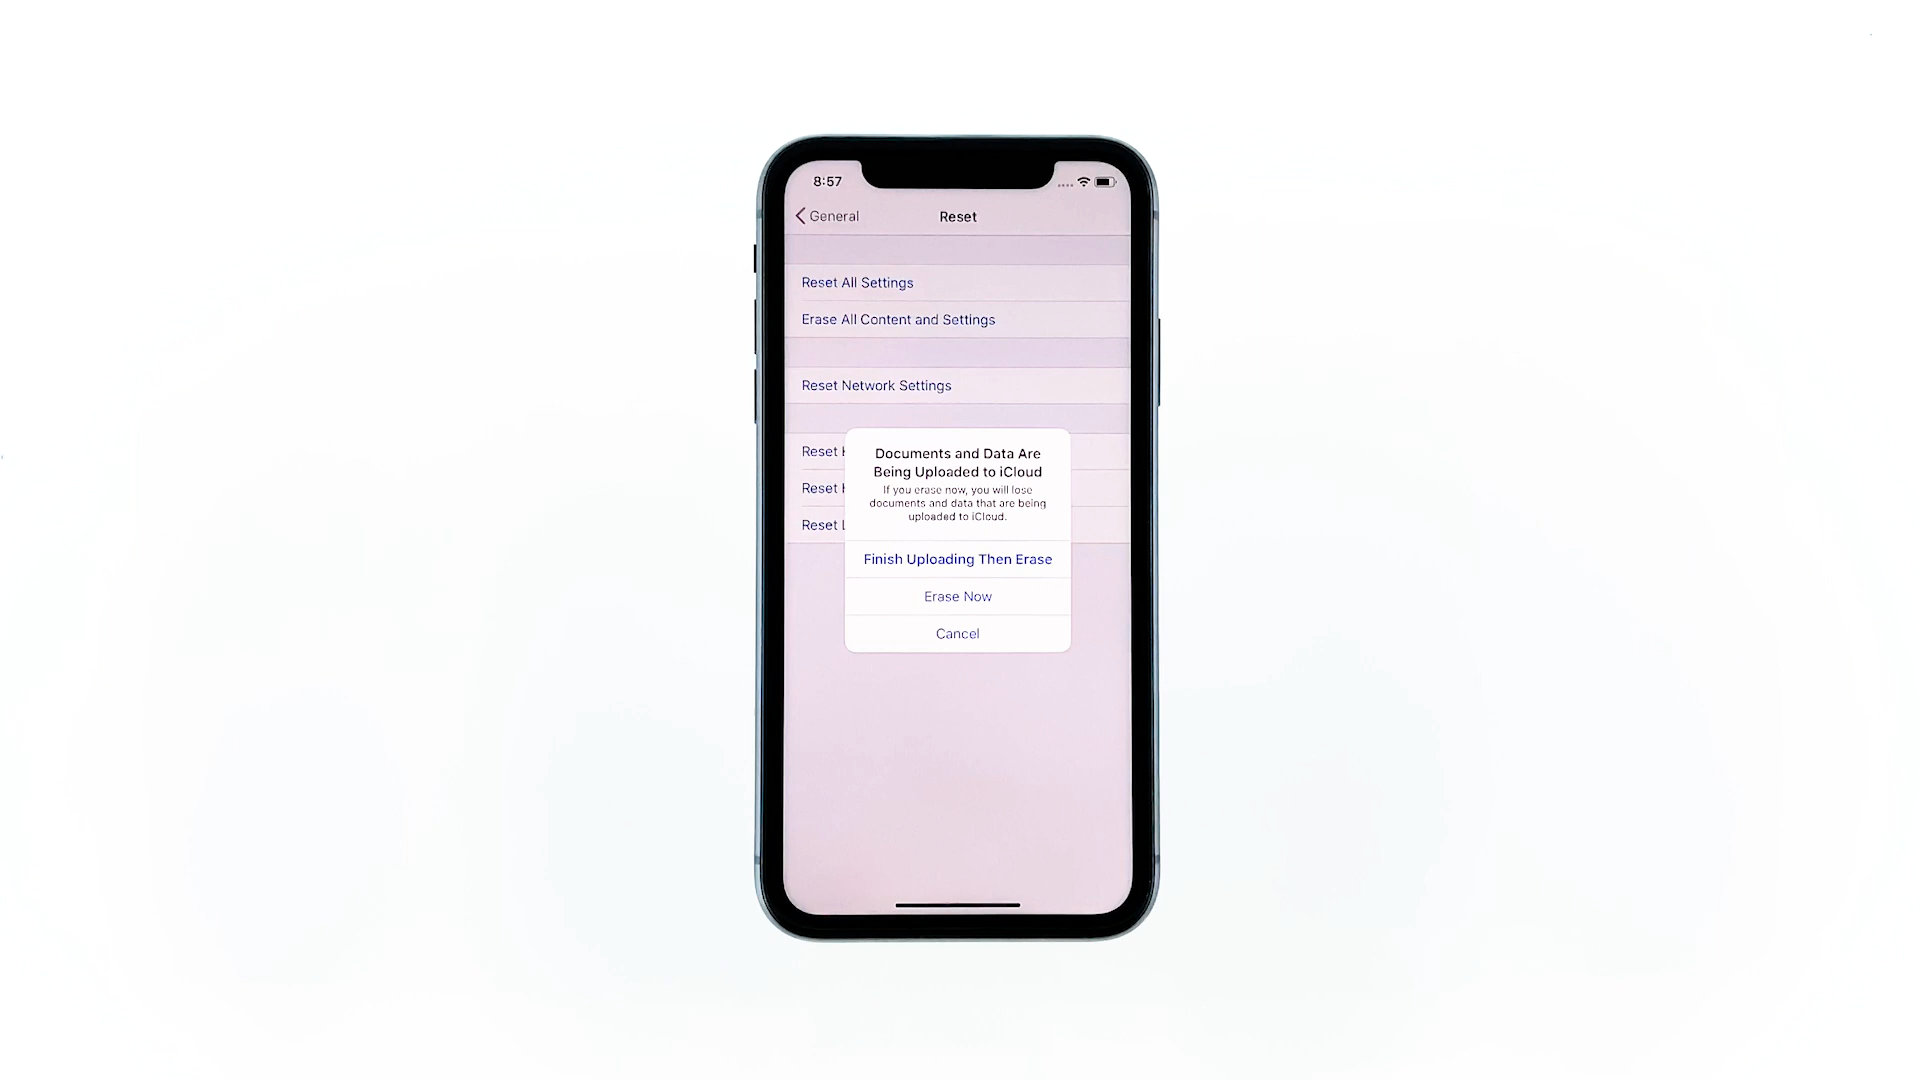 8:57
General
Reset
Reset All Settings
Erase All Content and Settings
Reset Network Settings
Reset
Reset
Reset
Documents and Data Are
Being Uploaded to iCloud
If you erase now, you will lose
documents and data that are being
uploaded to iCloud.
Finish Uploading Then Erase
Erase Now
Cancel